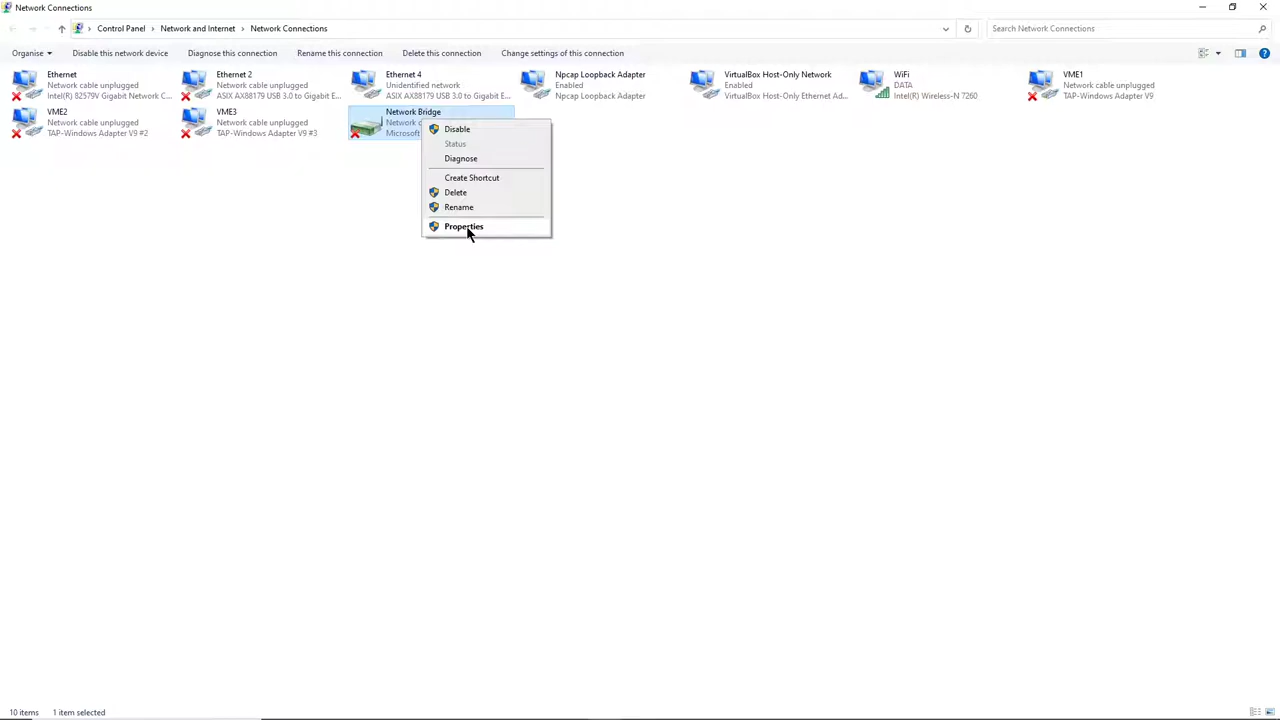 Network Connections
Control Panel
Network and Internet
Network Connections
Search Network Connections
Organise
Disable this network device
Diagnose this connection
Rename this connection
Delete this connection
Change settings of this connection
Ethernet
Network cable unplugged
Intel(R) 82579V Gigabit Network C...
Ethernet 2
Network cable unplugged
ASIX AX88179 USB 3.0 to Gigabit E...
Ethernet 4
Unidentified network
ASIX AX88179 USB 3.0 to Gigabit E...
Npcap Loopback Adapter
Enabled
Npcap Loopback Adapter
VirtualBox Host-Only Network
Enabled
VirtualBox Host-Only Ethernet Ad...
WiFi
DATA
Intel(R) Wireless-N 7260
VME1
Network cable unplugged
TAP-Windows Adapter V9
VME2
Network cable unplugged
TAP-Windows Adapter V9 #2
VME3
Network cable unplugged
TAP-Windows Adapter V9 #3
Network Bridge
Network c
Microsoft
Disable
Status
Diagnose
Create Shortcut
Delete
Rename
Properties
10 items
1 item selected